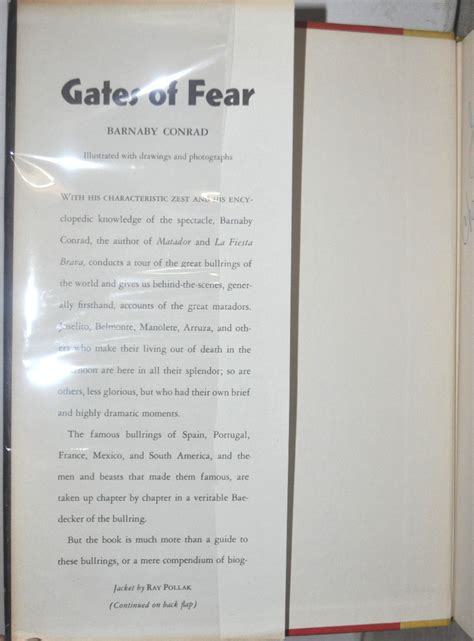 Gates of Fear
BARNABY CONRAD
Illustrated with drawings and photographs
WITH HIS CHARACTERISTIC ZEST AND HIS ENCY-
clopedic knowledge of the spectacle, Barnaby
Conrad, the author of Matador and La Fiesta
Brava, conducts a tour of the great bullrings of
the world and gives us behind-the-scenes, gener-
ally firsthand, accounts of the great matadors.
Joselito, Belmonte, Manolete, Arruza, and oth-
ers who make their living out of death in the
afternoon are here in all their splendor; so are
others, less glorious, but who had their own brief
and highly dramatic moments.
The famous bullrings of Spain, Portugal,
France, Mexico, and South America, and the
men and beasts that made them famous, are
taken up chapter by chapter in a veritable Bae-
decker of the bullring.
But the book is much more than a guide to
these bullrings, or a mere compendium of biog-
Jacket by RAY POLLAK
(Continued on back flap)